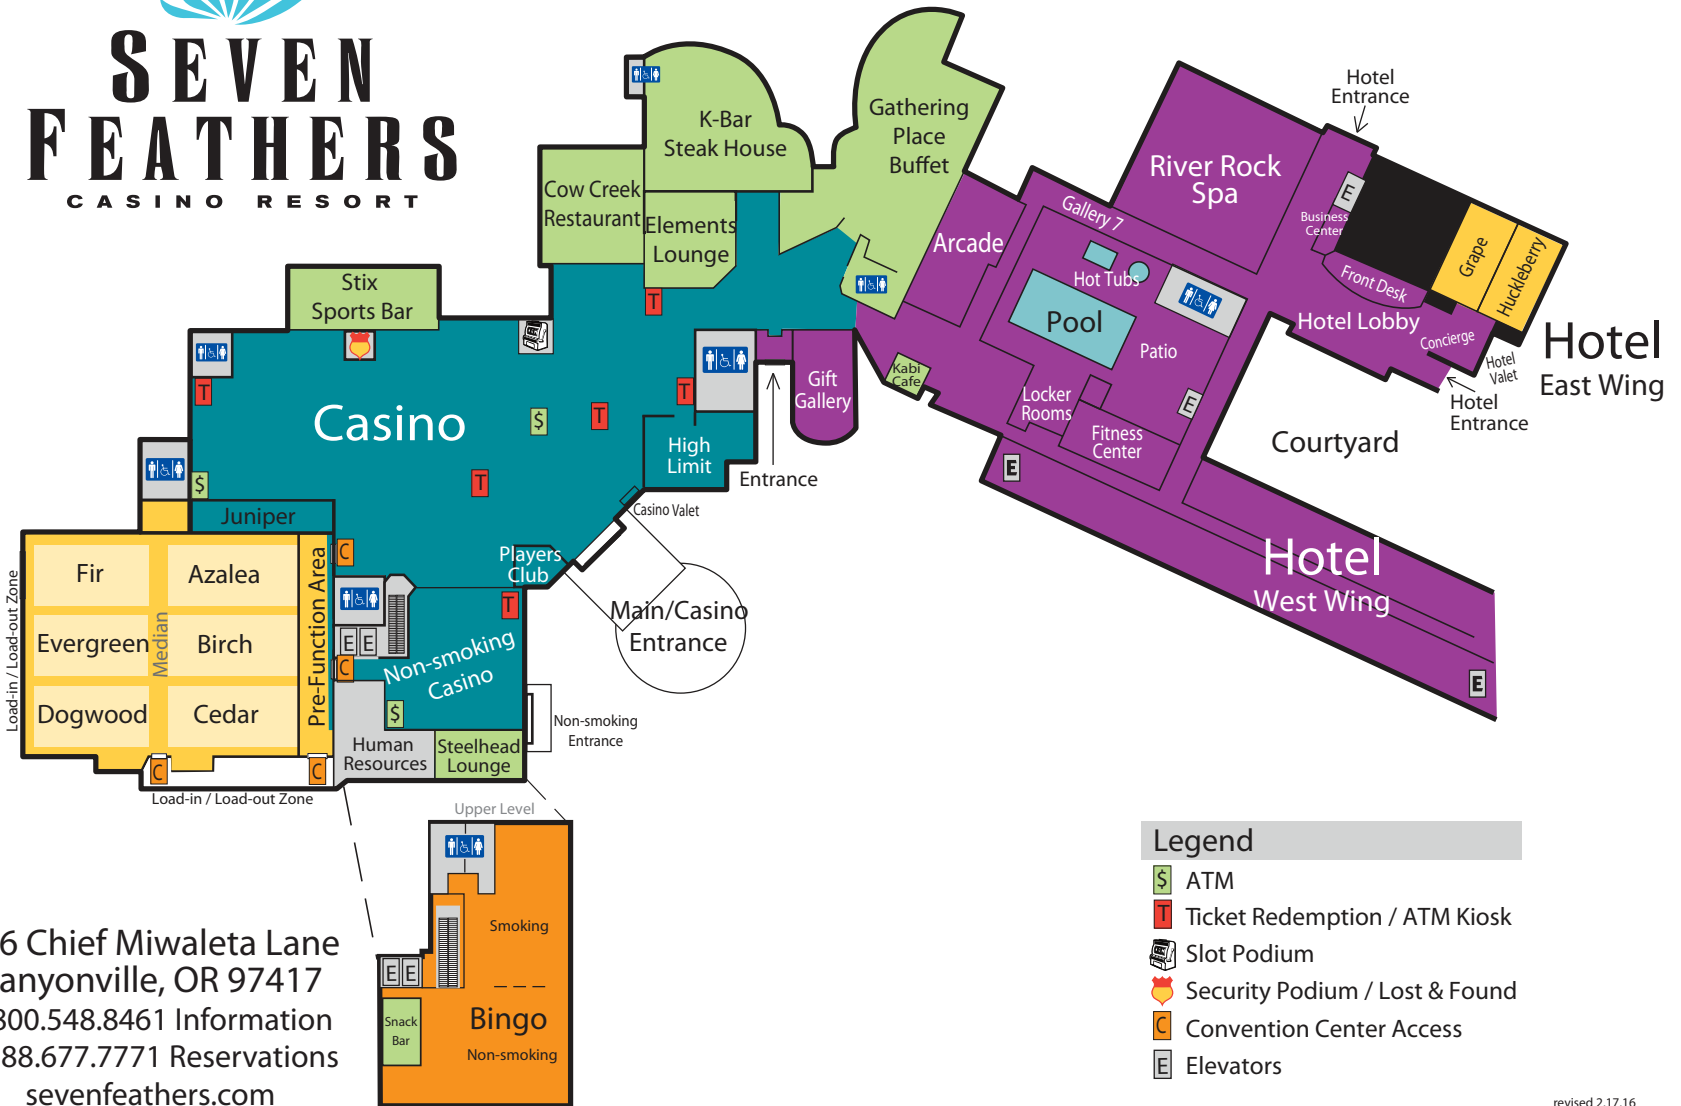 SEVEN
FEATHERS
CASINO RESORT
K-Bar
Steak House
Gathering
Place
Buffet
Cow Creek
Restaurant
Elements
Lounge
Stix
Sports Bar
Casino
High
Limit
Gift
Gallery
Entrance
Casino Valet
Players
Club
Main/Casino
Entrance
Non-smoking
Casino
Non-smoking
Entrance
Human
Resources
Steelhead
Lounge
Juniper
Fir
Azalea
Evergreen
Birch
Dogwood
Cedar
Median
Pre-Function Area
Load-in / Load-out Zone
Load-in / Load-out Zone
Arcade
Gallery 7
Hot Tubs
Pool
Patio
Kabi
Cafe
Locker
Rooms
Fitness
Center
River Rock
Spa
Hotel
Entrance
Business
Center
Front Desk
Grape
Huckleberry
Hotel Lobby
Concierge
Hotel
Valet
Hotel
Entrance
Hotel
East Wing
Courtyard
Hotel
West Wing
T
T
T
T
T
T
$
$
$
C
C
C
C
E
E
E
E
E E
Upper Level
Smoking
E E
Snack
Bar
Bingo
Non-smoking
6 Chief Miwaleta Lane
anyonville, OR 97417
800.548.8461 Information
88.677.7771 Reservations
sevenfeathers.com
Legend
$ ATM
T Ticket Redemption / ATM Kiosk
Slot Podium
Security Podium / Lost & Found
C Convention Center Access
E Elevators
revised 2.17.16